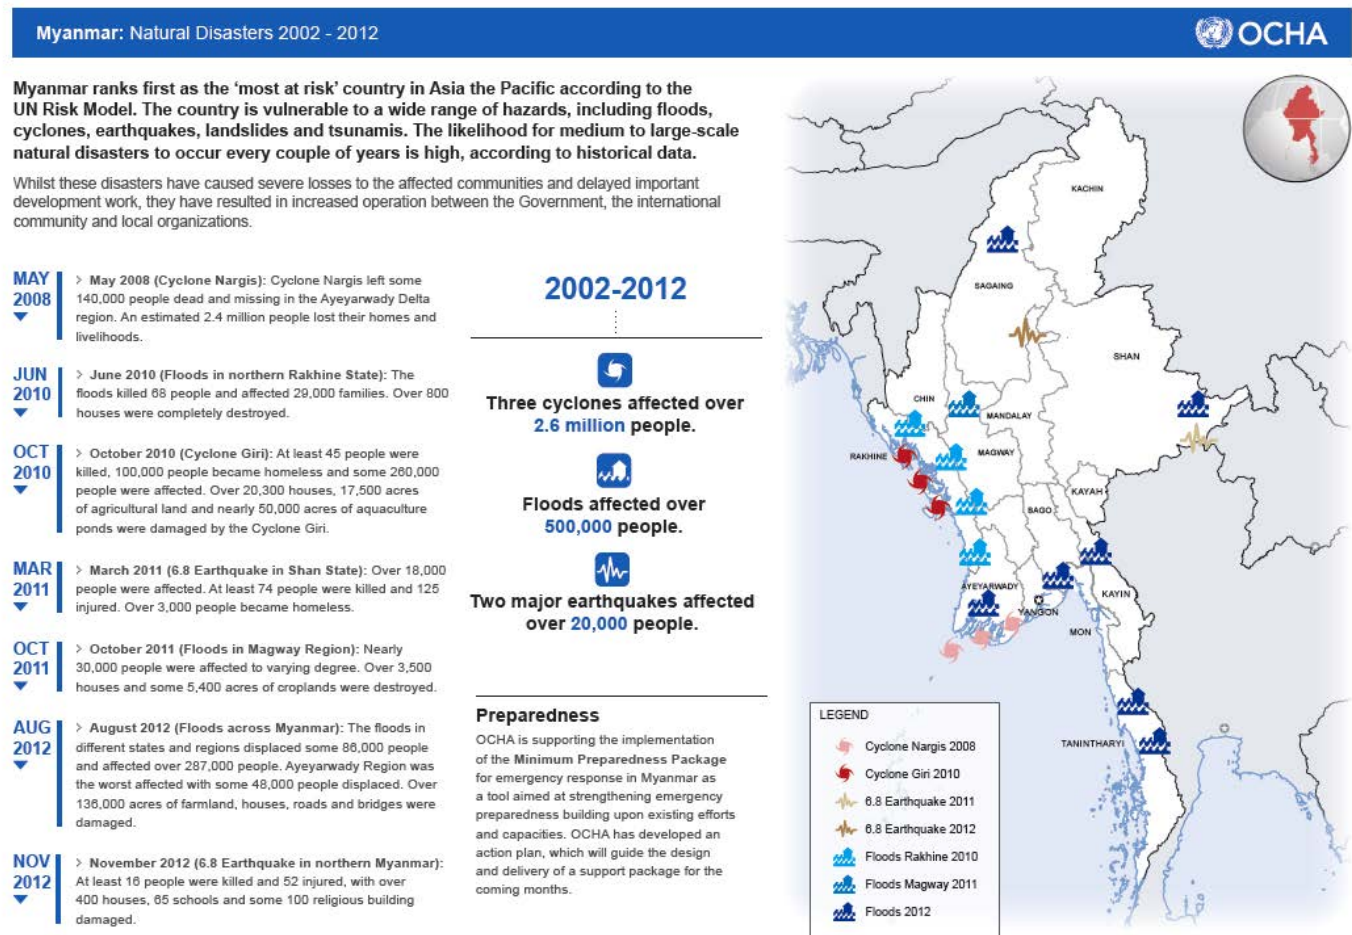 Myanmar: Natural Disasters 2002 - 2012
OCHA
Myanmar ranks first as the ‘most at risk’ country in Asia the Pacific according to the
UN Risk Model. The country is vulnerable to a wide range of hazards, including floods,
cyclones, earthquakes, landslides and tsunamis. The likelihood for medium to large-scale
natural disasters to occur every couple of years is high, according to historical data.
Whilst these disasters have caused severe losses to the affected communities and delayed important
development work, they have resulted in increased operation between the Government, the international
community and local organizations.
MAY
2008
> May 2008 (Cyclone Nargis): Cyclone Nargis left some
140,000 people dead and missing in the Ayeyarwady Delta
region. An estimated 2.4 million people lost their homes and
livelihoods.
JUN
2010
> June 2010 (Floods in northern Rakhine State): The
floods killed 68 people and affected 29,000 families. Over 800
houses were completely destroyed.
OCT
2010
> October 2010 (Cyclone Giri): At least 45 people were
killed, 100,000 people became homeless and some 260,000
people were affected. Over 20,300 houses, 17,500 acres
of agricultural land and nearly 50,000 acres of aquaculture
ponds were damaged by the Cyclone Giri.
MAR
2011
> March 2011 (6.8 Earthquake in Shan State): Over 18,000
people were affected. At least 74 people were killed and 125
injured. Over 3,000 people became homeless.
OCT
2011
> October 2011 (Floods in Magway Region): Nearly
30,000 people were affected to varying degree. Over 3,500
houses and some 5,400 acres of croplands were destroyed.
AUG
2012
> August 2012 (Floods across Myanmar): The floods in
different states and regions displaced some 86,000 people
and affected over 287,000 people. Ayeyarwady Region was
the worst affected with some 48,000 people displaced. Over
136,000 acres of farmland, houses, roads and bridges were
damaged.
NOV
2012
> November 2012 (6.8 Earthquake in northern Myanmar):
At least 16 people were killed and 52 injured, with over
400 houses, 65 schools and some 100 religious building
damaged.
2002-2012
Three cyclones affected over
2.6 million people.
Floods affected over
500,000 people.
Two major earthquakes affected
over 20,000 people.
Preparedness
OCHA is supporting the implementation
of the Minimum Preparedness Package
for emergency response in Myanmar as
a tool aimed at strengthening emergency
preparedness building upon existing efforts
and capacities. OCHA has developed an
action plan, which will guide the design
and delivery of a support package for the
coming months.
KACHIN
SAGAING
SHAN
CHIN
MANDALAY
RAKHINE
MAGWAY
KAYAH
BAGO
AYEYARWADY
YANGON
KAYIN
MON
TANINTHARYI
LEGEND
Cyclone Nargis 2008
Cyclone Giri 2010
6.8 Earthquake 2011
6.8 Earthquake 2012
Floods Rakhine 2010
Floods Magway 2011
Floods 2012